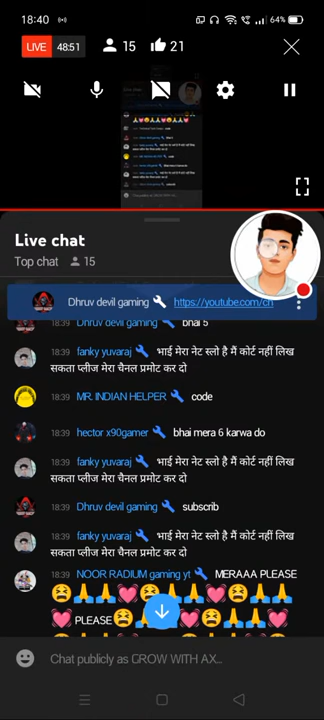 18:40
64%
LIVE 48:51 15 21
Live chat
Top chat 15
Dhruv devil gaming https://youtube.com/ch
18:39 Dhruv devil gaming bhai 5
18:39 fanky yuvaraj भाई मेरा नेट स्लो है मैं कोर्ट नहीं लिख
सकता प्लीज मेरा चैनल प्रमोट कर दो
18:39 MR. INDIAN HELPER code
18:39 hector x90gamer bhai mera 6 karwa do
18:39 fanky yuvaraj भाई मेरा नेट स्लो है मैं कोर्ट नहीं लिख
सकता प्लीज मेरा चैनल प्रमोट कर दो
18:39 Dhruv devil gaming subscrib
18:39 fanky yuvaraj भाई मेरा नेट स्लो है मैं कोर्ट नहीं लिख
सकता प्लीज मेरा चैनल प्रमोट कर दो
18:39 NOOR RADIUM gaming yt MERAAA PLEASE
😫🙏🙏💓😫🙏🙏💓😫🙏🙏
💓 PLEASE😫🙏🙏💓😫🙏🙏💓
Chat publicly as GROW WITH AX...